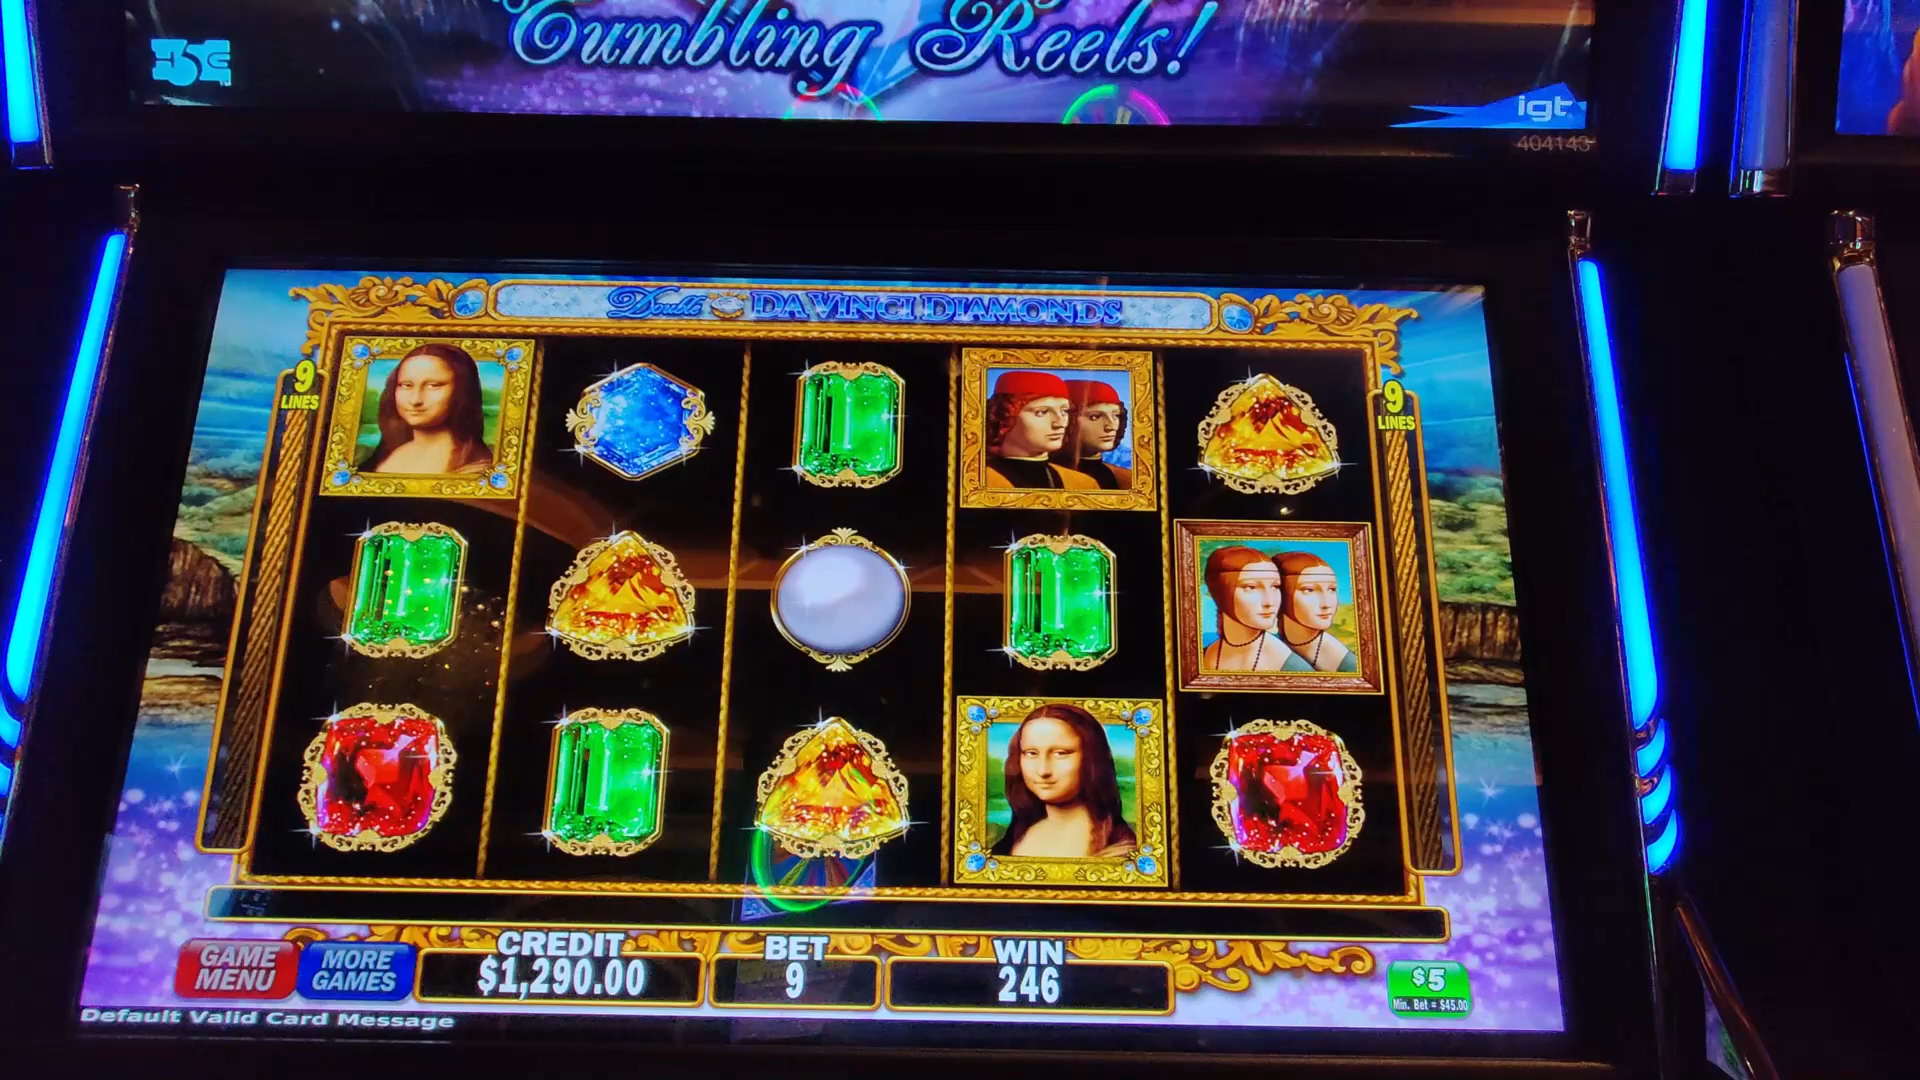 Tumbling Reels!
igt
404143
Double DA VINCI DIAMONDS
9 LINES
9 LINES
GAME MENU
MORE GAMES
CREDIT
$1,290.00
BET
9
WIN
246
$5
Min. Bet = $45.00
Default Valid Card Message